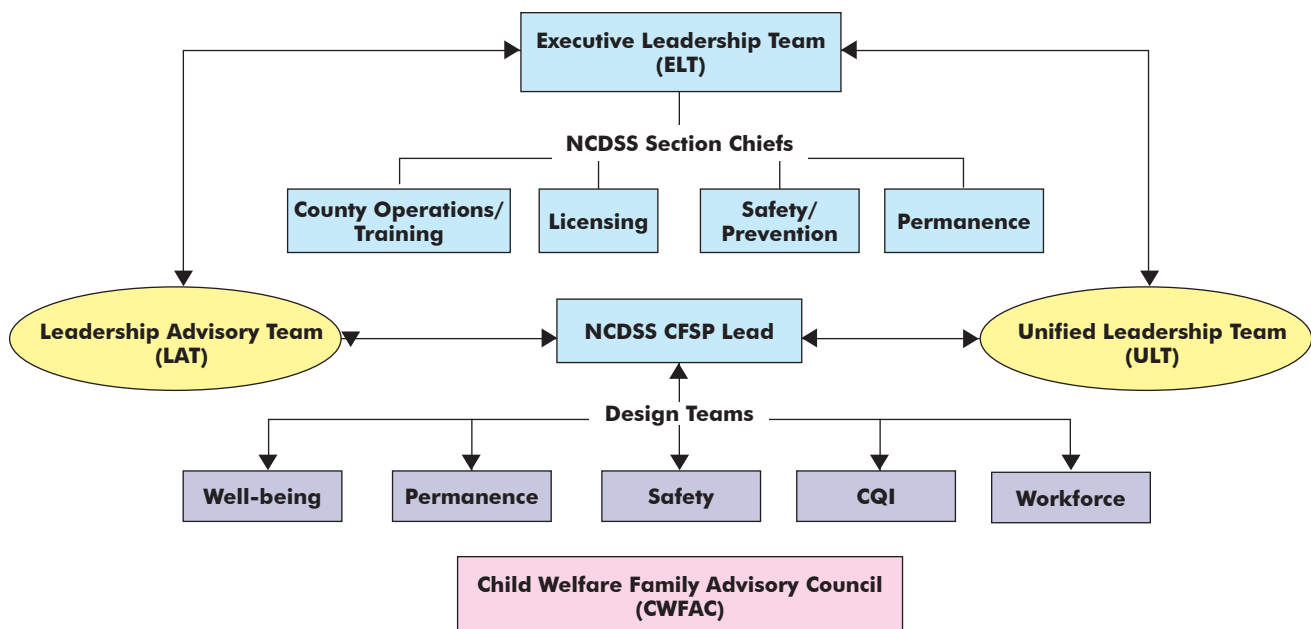 Executive Leadership Team
(ELT)
NCDSS Section Chiefs
County Operations/
Training
Licensing
Safety/
Prevention
Permanence
Leadership Advisory Team
(LAT)
NCDSS CFSP Lead
Unified Leadership Team
(ULT)
Design Teams
Well-being
Permanence
Safety
CQI
Workforce
Child Welfare Family Advisory Council
(CWFAC)